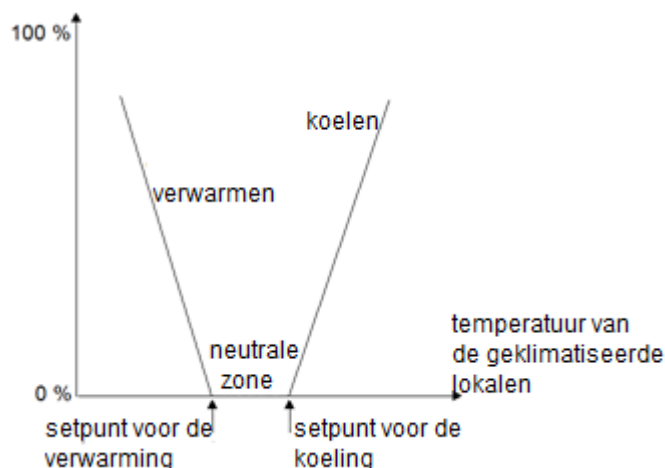 100 %
koelen
verwarmen
neutrale
zone
temperatuur van
de geklimatiseerde
lokalen
0 %
setpunt voor de
verwarming
setpunt voor de
koeling